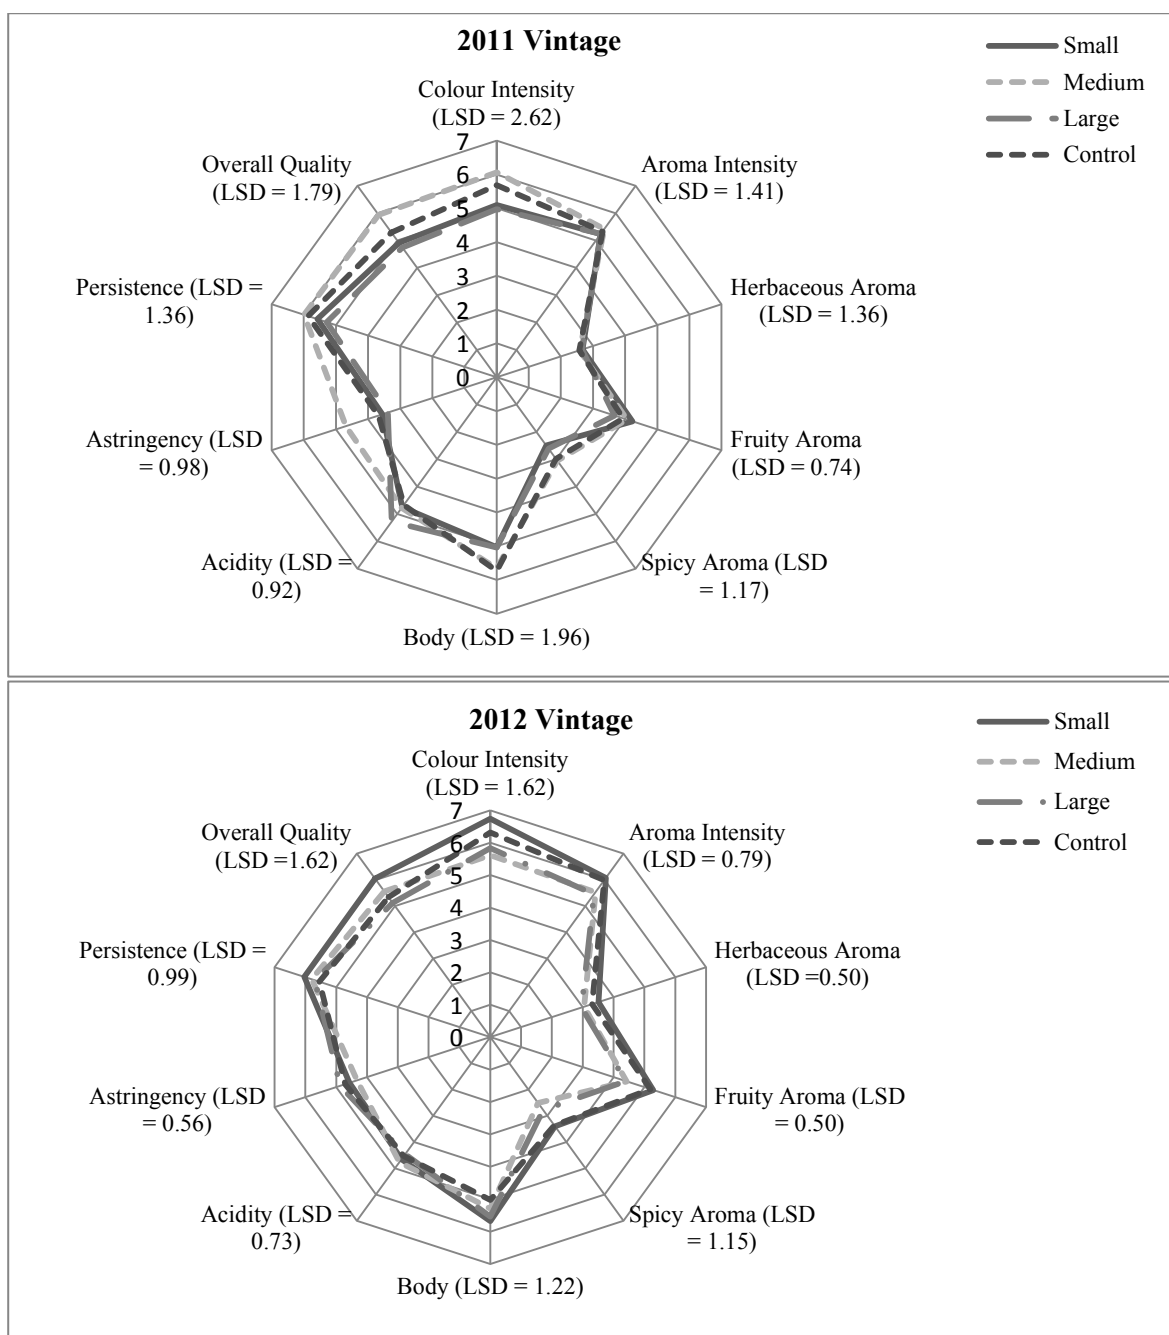 2011 Vintage
Small
Medium
Large
Control
Colour Intensity
(LSD = 2.62)
Aroma Intensity
(LSD = 1.41)
Herbaceous Aroma
(LSD = 1.36)
Fruity Aroma
(LSD = 0.74)
Spicy Aroma (LSD
= 1.17)
Body (LSD = 1.96)
Acidity (LSD =
0.92)
Astringency (LSD
= 0.98)
Persistence (LSD =
1.36)
Overall Quality
(LSD = 1.79)
7
6
5
4
3
2
1
0
2012 Vintage
Small
Medium
Large
Control
Colour Intensity
(LSD = 1.62)
Aroma Intensity
(LSD = 0.79)
Herbaceous Aroma
(LSD =0.50)
Fruity Aroma (LSD
= 0.50)
Spicy Aroma (LSD
= 1.15)
Body (LSD = 1.22)
Acidity (LSD =
0.73)
Astringency (LSD
= 0.56)
Persistence (LSD =
0.99)
Overall Quality
(LSD =1.62)
7
6
5
4
3
2
1
0